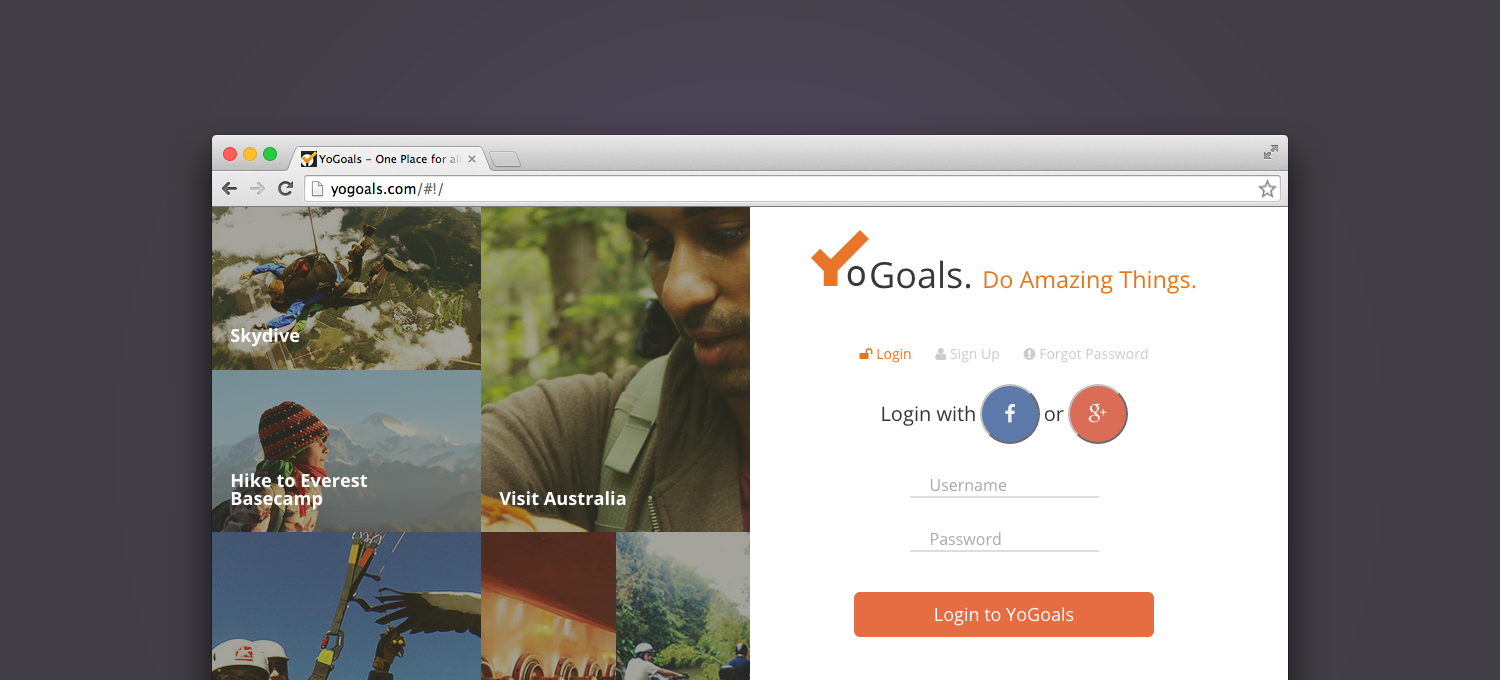 YoGoals – One Place for al
yogoals.com/#!/
Skydive
Hike to Everest
Basecamp
Visit Australia
YoGoals. Do Amazing Things.
Login Sign Up Forgot Password
Login with f or g+
Username
Password
Login to YoGoals